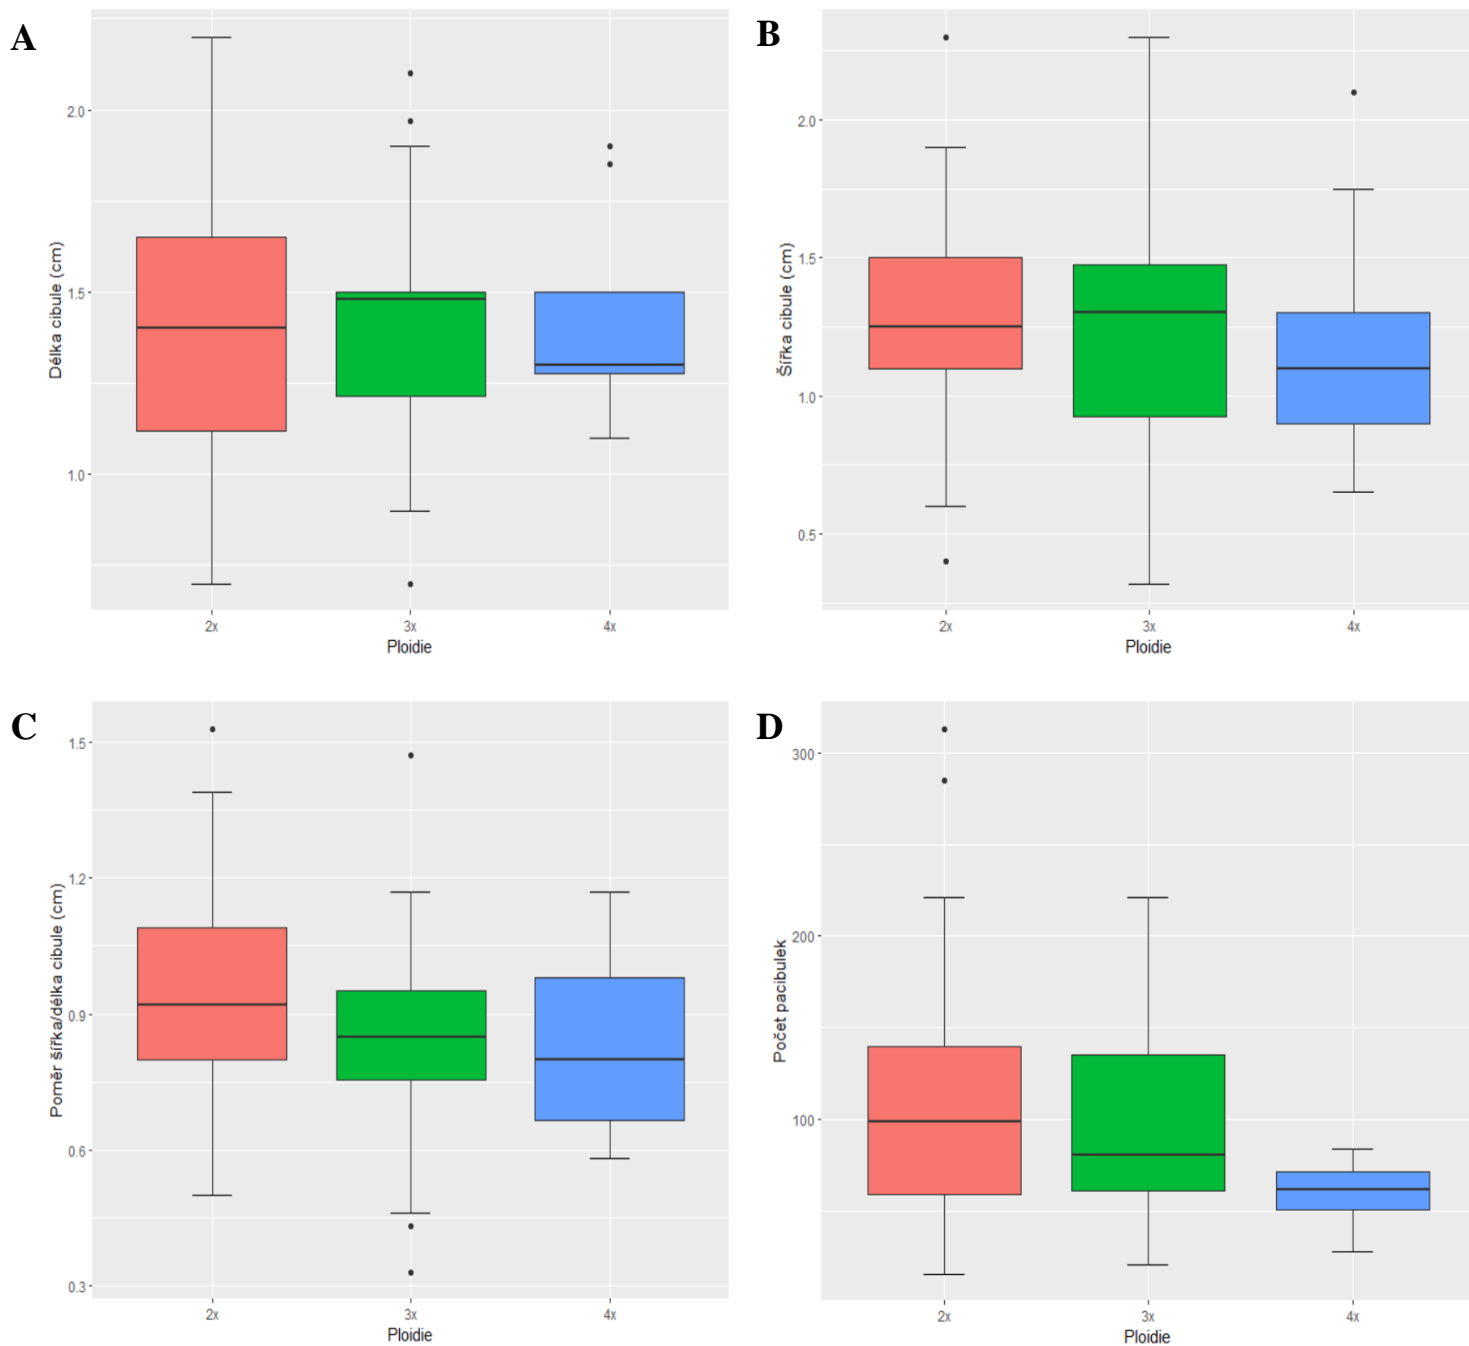 A
Délka cibule (cm)
2.0
1.5
1.0
2x 3x 4x
Ploidie
B
Šířka cibule (cm)
2.0
1.5
1.0
0.5
2x 3x 4x
Ploidie
C
Poměr šířka/délka cibule (cm)
1.5
1.2
0.9
0.6
0.3
2x 3x 4x
Ploidie
D
Počet pacibulek
300
200
100
2x 3x 4x
Ploidie